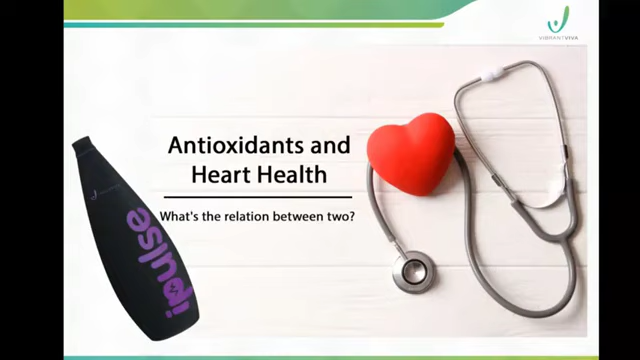 VIBRANTVIVA
Antioxidants and
Heart Health
What's the relation between two?
ipulse